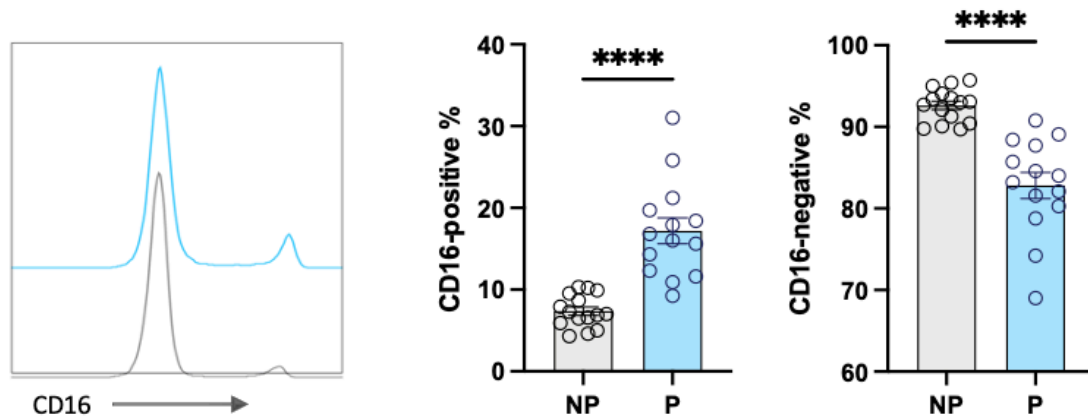 CD16
CD16-positive %
40
30
20
10
0
****
NP
P
CD16-negative %
100
90
80
70
60
****
NP
P